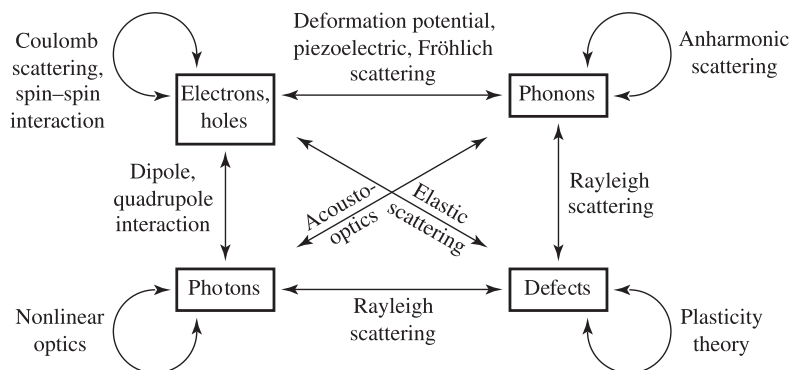 Coulomb
scattering,
spin–spin
interaction
Deformation potential,
piezoelectric, Fröhlich
scattering
Anharmonic
scattering
Electrons,
holes
Phonons
Dipole,
quadrupole
interaction
Acousto-
optics
Elastic
scattering
Rayleigh
scattering
Photons
Defects
Nonlinear
optics
Rayleigh
scattering
Plasticity
theory